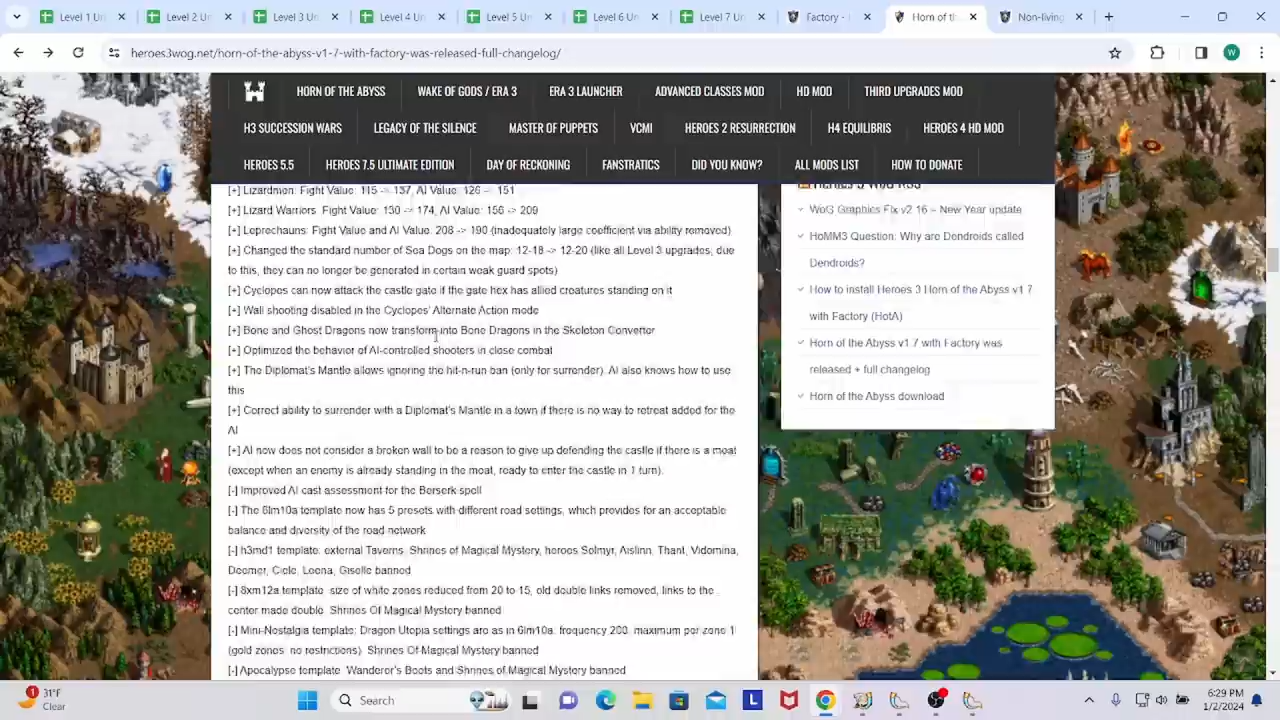 Level 1 Un
Level 2 Un
Level 3 Un
Level 4 Un
Level 5 Un
Level 6 Un
Level 7 Un
Factory -
Horn of th
Non-living
heroes3wog.net/horn-of-the-abyss-v1-7-with-factory-was-released-full-changelog/
W
HORN OF THE ABYSS
WAKE OF GODS / ERA 3
ERA 3 LAUNCHER
ADVANCED CLASSES MOD
HD MOD
THIRD UPGRADES MOD
H3 SUCCESSION WARS
LEGACY OF THE SILENCE
MASTER OF PUPPETS
VCMI
HEROES 2 RESURRECTION
H4 EQUILIBRIS
HEROES 4 HD MOD
HEROES 5.5
HEROES 7.5 ULTIMATE EDITION
DAY OF RECKONING
FANSTRATICS
DID YOU KNOW?
ALL MODS LIST
HOW TO DONATE
[+] Lizardmen: Fight Value: 115 -> 137, AI Value: 126 -> 151
[+] Lizard Warriors: Fight Value: 130 -> 174, AI Value: 156 -> 209
[+] Leprechauns: Fight Value and AI Value: 208 -> 190 (inadequately large coefficient via ability removed)
[+] Changed the standard number of Sea Dogs on the map: 12-18 -> 12-20 (like all Level 3 upgrades, due
to this, they can no longer be generated in certain weak guard spots)
[+] Cyclopes can now attack the castle gate if the gate hex has allied creatures standing on it
[+] Wall shooting disabled in the Cyclopes' Alternate Action mode
[+] Bone and Ghost Dragons now transform into Bone Dragons in the Skeleton Convertor
[+] Optimized the behavior of AI-controlled shooters in close combat
[+] The Diplomat's Mantle allows ignoring the hit-n-run ban (only for surrender). AI also knows how to use
this
[+] Correct ability to surrender with a Diplomat's Mantle in a town if there is no way to retreat added for the
AI
[+] AI now does not consider a broken wall to be a reason to give up defending the castle if there is a moat
(except when an enemy is already standing in the moat, ready to enter the castle in 1 turn).
[-] Improved AI cast assessment for the Berserk spell
[-] The 6lm10a template now has 5 presets with different road settings, which provides for an acceptable
balance and diversity of the road network
[-] h3md1 template: external Taverns, Shrines of Magical Mystery, heroes Solmyr, Aislinn, Thant, Vidomina,
Deemer, Ciele, Loena, Giselle banned
[-] 8xm12a template: size of white zones reduced from 20 to 15, old double links removed, links to the
center made double, Shrines Of Magical Mystery banned
[-] Mini-Nostalgia template: Dragon Utopia settings are as in 6lm10a: frequency 200, maximum per zone 1
(gold zones: no restrictions), Shrines Of Magical Mystery banned
[-] Apocalypse template: Wanderer's Boots and Shrines of Magical Mystery banned
Heroes 3 WoG RSS
WoG Graphics Fix v2.16 – New Year update
HoMM3 Question: Why are Dendroids called
Dendroids?
How to install Heroes 3 Horn of the Abyss v1.7
with Factory (HotA)
Horn of the Abyss v1.7 with Factory was
released + full changelog
Horn of the Abyss download
1
31°F
Clear
Search
L
6:29 PM
1/2/2024